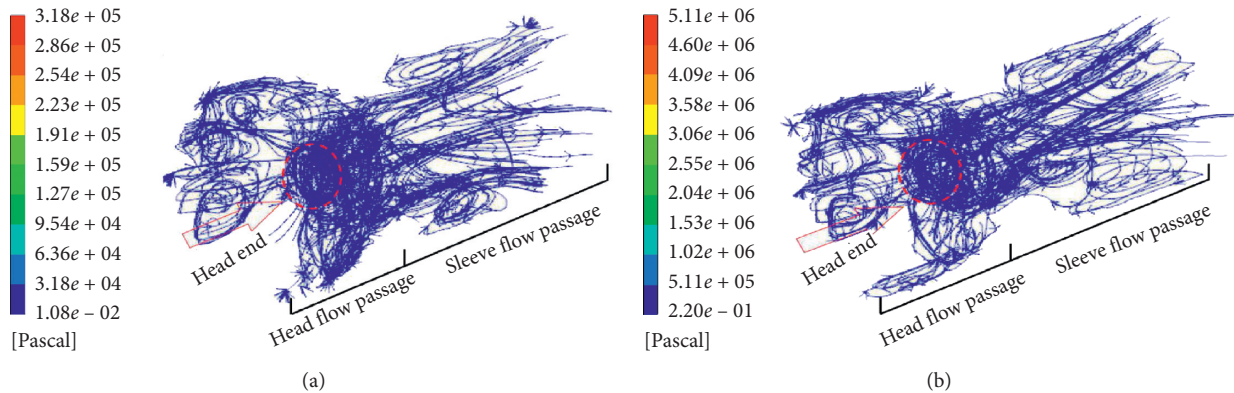 3.18e + 05
2.86e + 05
2.54e + 05
2.23e + 05
1.91e + 05
1.59e + 05
1.27e + 05
9.54e + 04
6.36e + 04
3.18e + 04
1.08e – 02
[Pascal]
Head end
Head flow passage
Sleeve flow passage
(a)
5.11e + 06
4.60e + 06
4.09e + 06
3.58e + 06
3.06e + 06
2.55e + 06
2.04e + 06
1.53e + 06
1.02e + 06
5.11e + 05
2.20e – 01
[Pascal]
Head end
Head flow passage
Sleeve flow passage
(b)